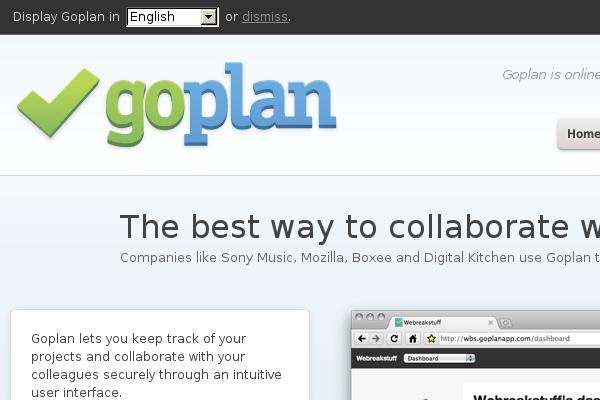 Display Goplan in English or dismiss.
goplan
Goplan is online
Home
The best way to collaborate w
Companies like Sony Music, Mozilla, Boxee and Digital Kitchen use Goplan t
Goplan lets you keep track of your
projects and collaborate with your
colleagues securely through an intuitive
user interface.
Webreakstuff
http://wbs.goplanapp.com/dashboard
Webreakstuff Dashboard